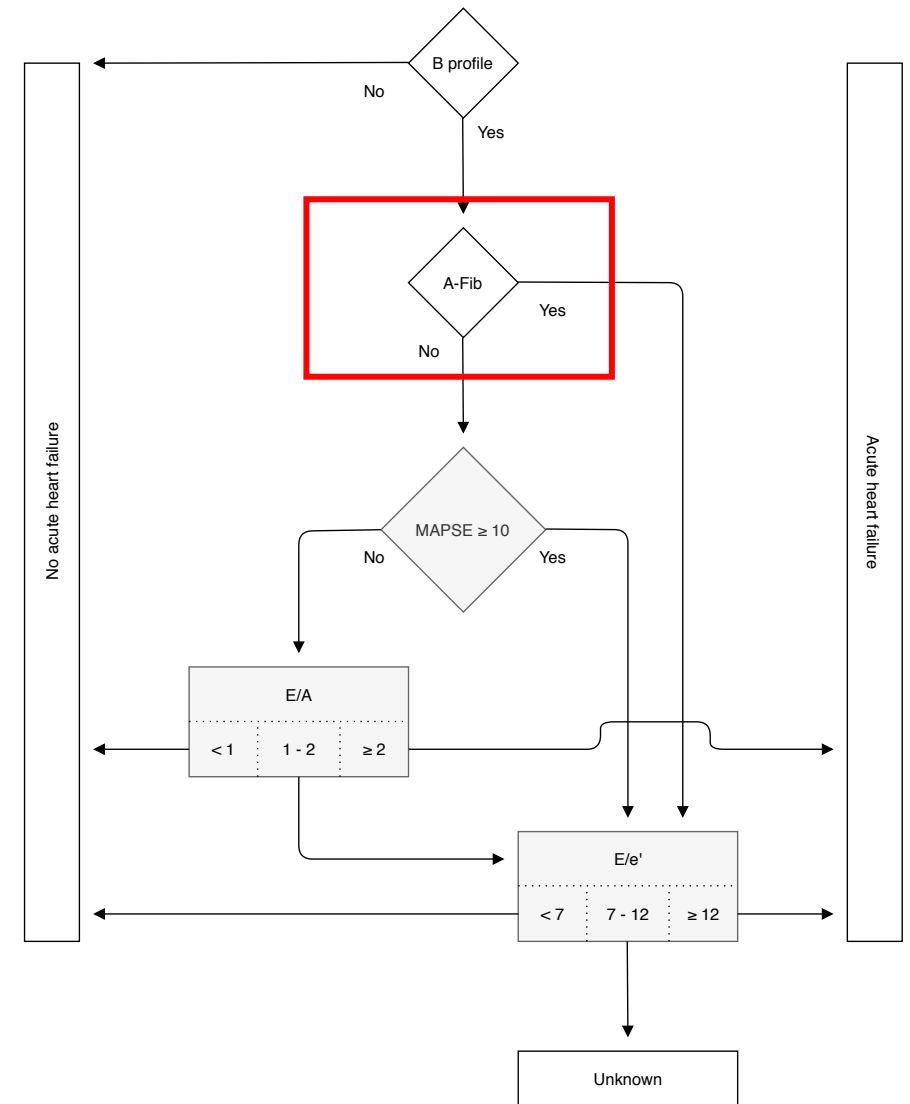 B profile
No
Yes
A-Fib
Yes
No
No acute heart failure
Acute heart failure
MAPSE ≥ 10
No
Yes
E/A
< 1
1 - 2
≥ 2
E/e'
< 7
7 - 12
≥ 12
Unknown